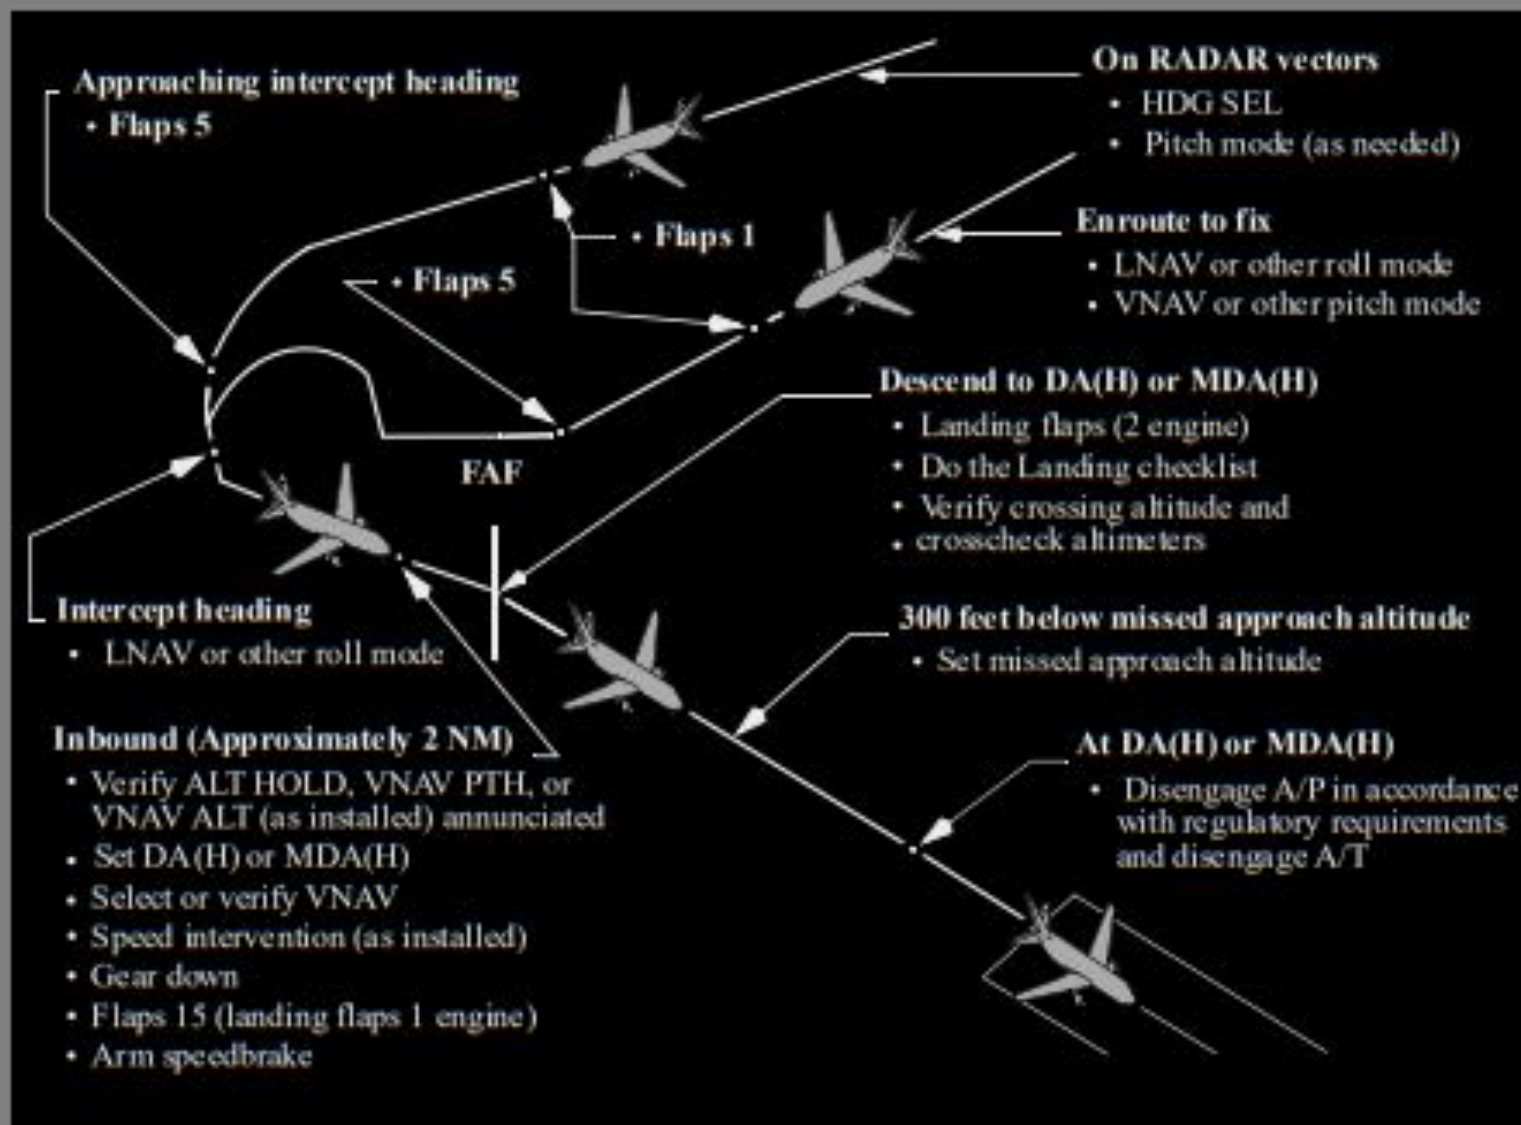 Approaching intercept heading
• Flaps 5
On RADAR vectors
• HDG SEL
• Pitch mode (as needed)
• Flaps 1
• Flaps 5
Enroute to fix
• LNAV or other roll mode
• VNAV or other pitch mode
Descend to DA(H) or MDA(H)
• Landing flaps (2 engine)
• Do the Landing checklist
• Verify crossing altitude and
• crosscheck altimeters
FAF
Intercept heading
• LNAV or other roll mode
300 feet below missed approach altitude
• Set missed approach altitude
Inbound (Approximately 2 NM)
• Verify ALT HOLD, VNAV PTH, or
VNAV ALT (as installed) annunciated
• Set DA(H) or MDA(H)
• Select or verify VNAV
• Speed intervention (as installed)
• Gear down
• Flaps 15 (landing flaps 1 engine)
• Arm speedbrake
At DA(H) or MDA(H)
• Disengage A/P in accordance
with regulatory requirements
and disengage A/T